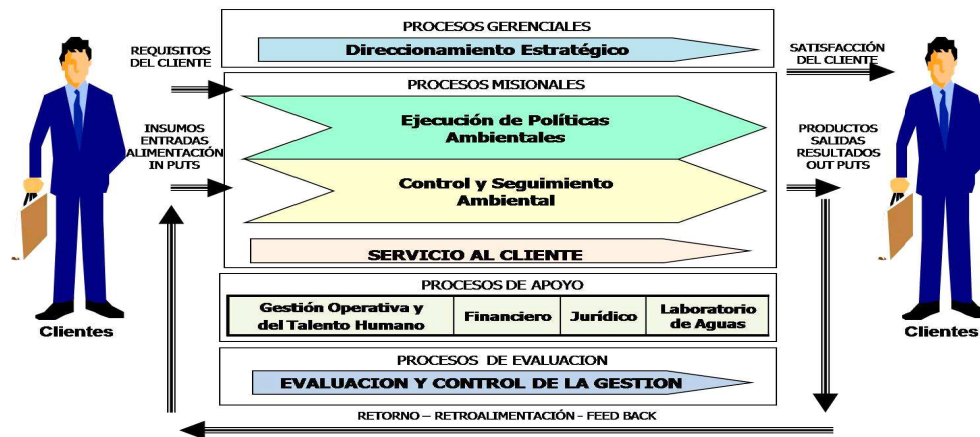 PROCESOS GERENCIALES
Direccionamiento Estratégico
REQUISITOS
DEL CLIENTE
SATISFACCIÓN
DEL CLIENTE
PROCESOS MISIONALES
Ejecución de Políticas
Ambientales
INSUMOS
ENTRADAS
ALIMENTACIÓN
IN PUTS
PRODUCTOS
SALIDAS
RESULTADOS
OUT PUTS
Control y Seguimiento
Ambiental
SERVICIO AL CLIENTE
PROCESOS DE APOYO
Gestión Operativa y
del Talento Humano
Financiero
Jurídico
Laboratorio
de Aguas
Clientes
Clientes
PROCESOS DE EVALUACION
EVALUACION Y CONTROL DE LA GESTION
RETORNO – RETROALIMENTACIÓN - FEED BACK